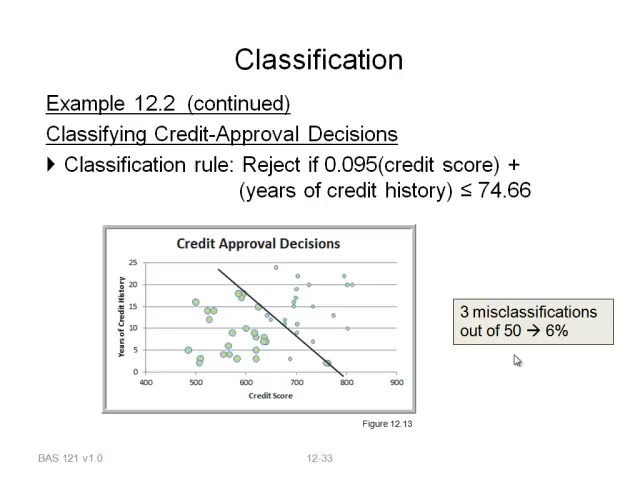 Classification
Example 12.2 (continued)
Classifying Credit-Approval Decisions
Classification rule: Reject if 0.095(credit score) +
(years of credit history) ≤ 74.66
Credit Approval Decisions
Years of Credit History
25
20
15
10
5
0
400 500 600 700 800 900
Credit Score
3 misclassifications
out of 50 → 6%
Figure 12.13
BAS 121 v1.0 12-33